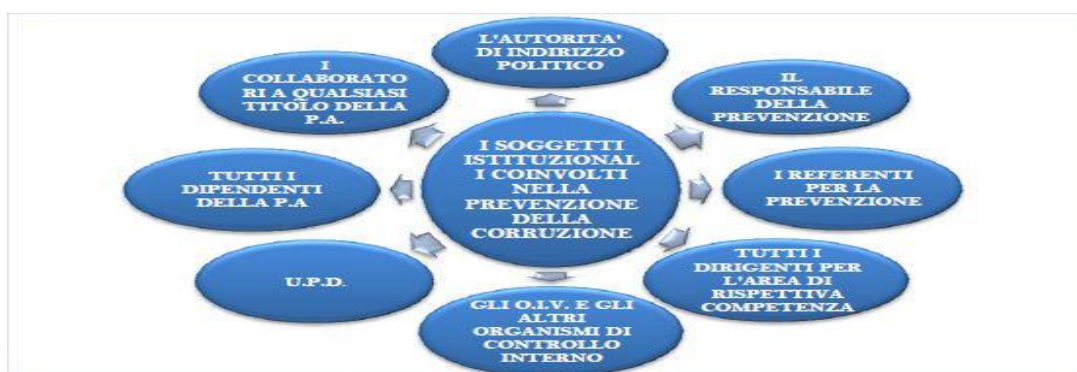 L'AUTORITA'
DI INDIRIZZO
POLITICO
IL
RESPONSABILE
DELLA
PREVENZIONE
I REFERENTI
PER LA
PREVENZIONE
TUTTI I
DIRIGENTI PER
L'AREA DI
RISPETTIVA
COMPETENZA
GLI O.I.V. E GLI
ALTRI
ORGANISMI DI
CONTROLLO
INTERNO
U.P.D.
TUTTI I
DIPENDENTI
DELLA P.A
I
COLLABORATO
RI A QUALSIASI
TITOLO DELLA
P.A.
I SOGGETTI
ISTITUZIONAL
I COINVOLTI
NELLA
PREVENZIONE
DELLA
CORRUZIONE